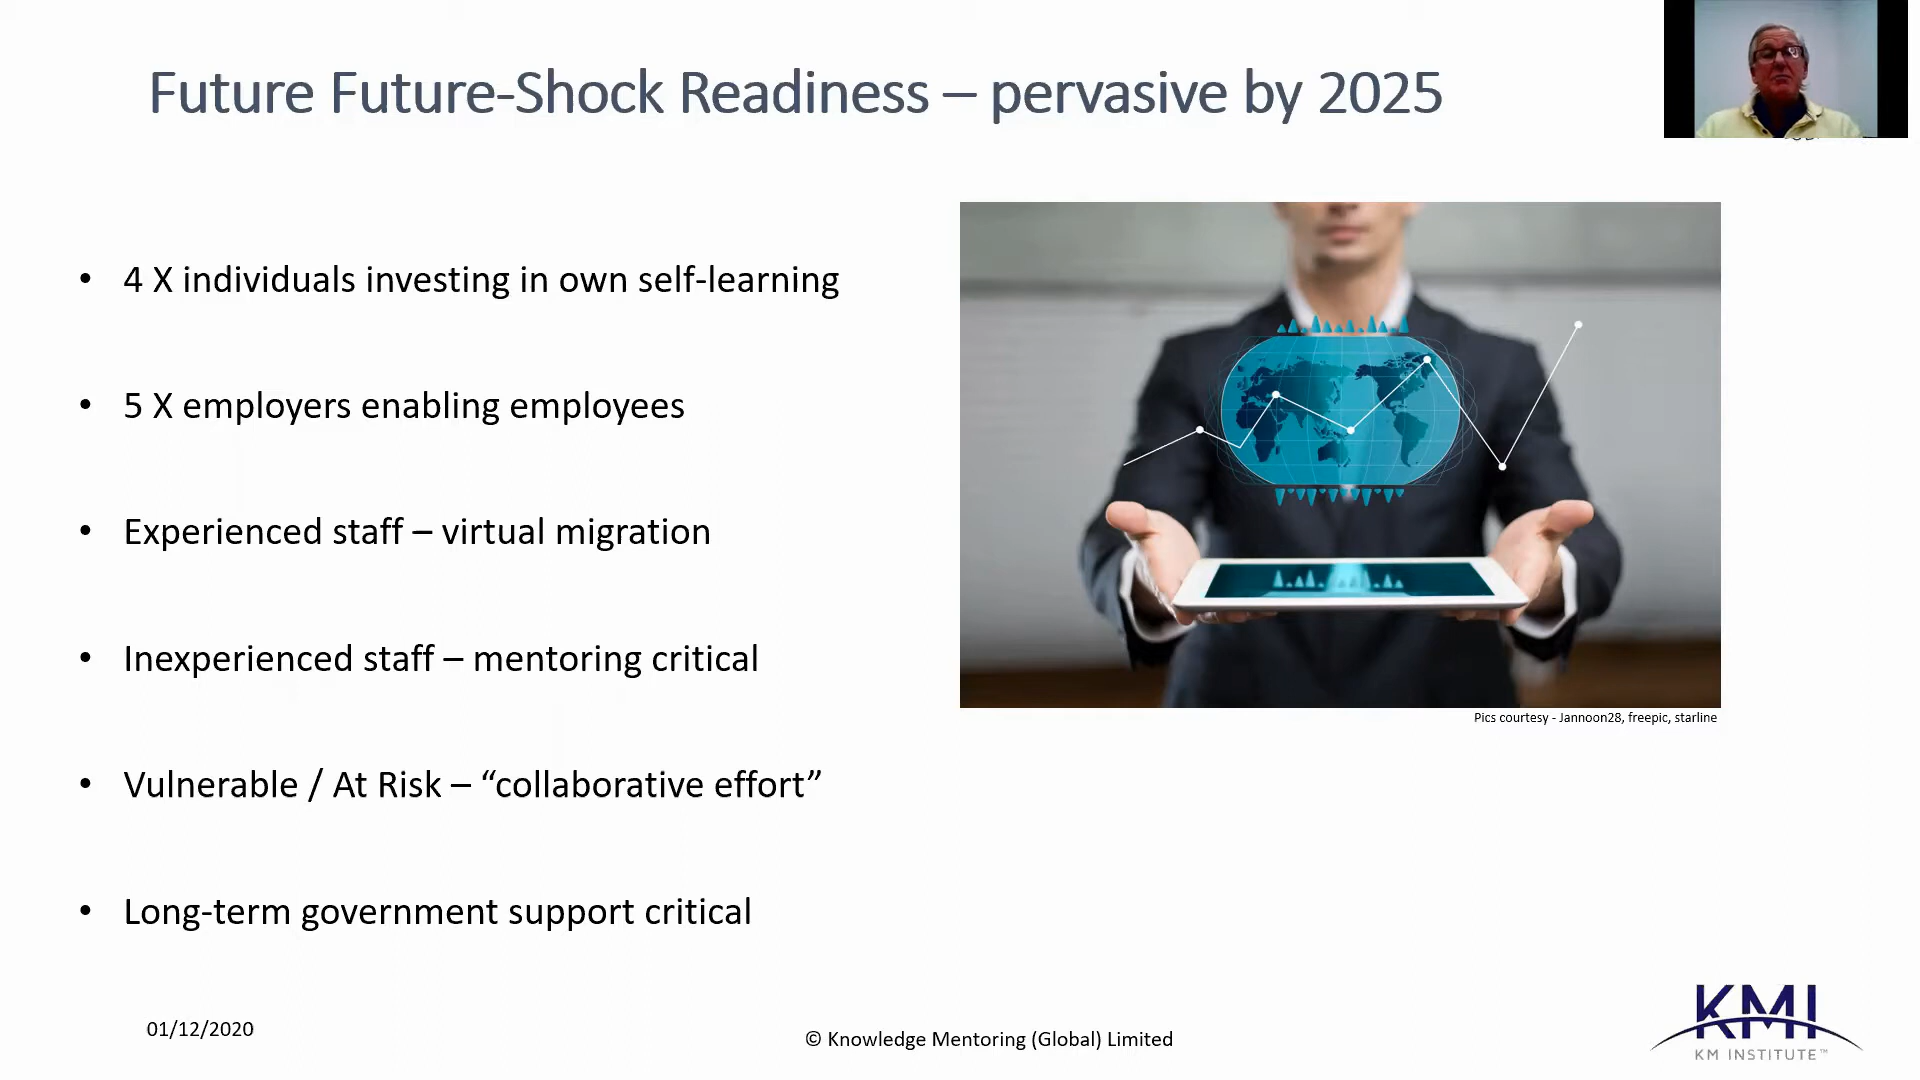 Future Future-Shock Readiness – pervasive by 2025
• 4 X individuals investing in own self-learning
• 5 X employers enabling employees
• Experienced staff – virtual migration
• Inexperienced staff – mentoring critical
• Vulnerable / At Risk – “collaborative effort”
• Long-term government support critical
Pics courtesy - Jannoon28, freepic, starline
01/12/2020
© Knowledge Mentoring (Global) Limited
KMI
KM INSTITUTE™